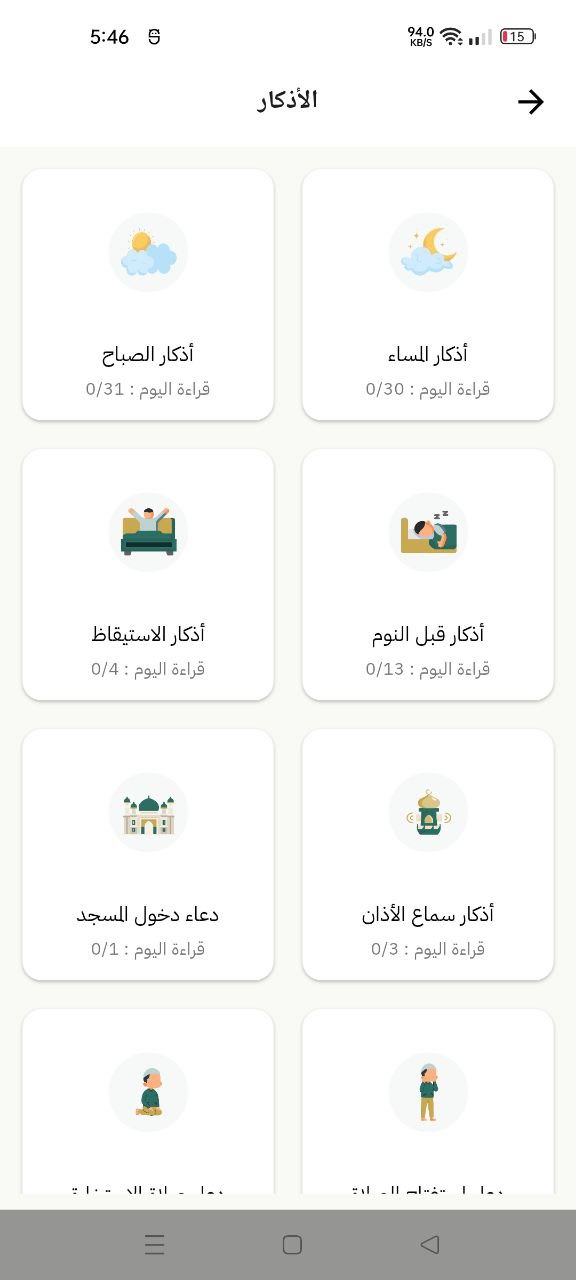 5:46
94.0
KB/S
15
الأذكار
أذكار المساء
قراءة اليوم : 0/30
أذكار الصباح
قراءة اليوم : 0/31
أذكار قبل النوم
قراءة اليوم : 0/13
أذكار الاستيقاظ
قراءة اليوم : 0/4
أذكار سماع الأذان
قراءة اليوم : 0/3
دعاء دخول المسجد
قراءة اليوم : 0/1